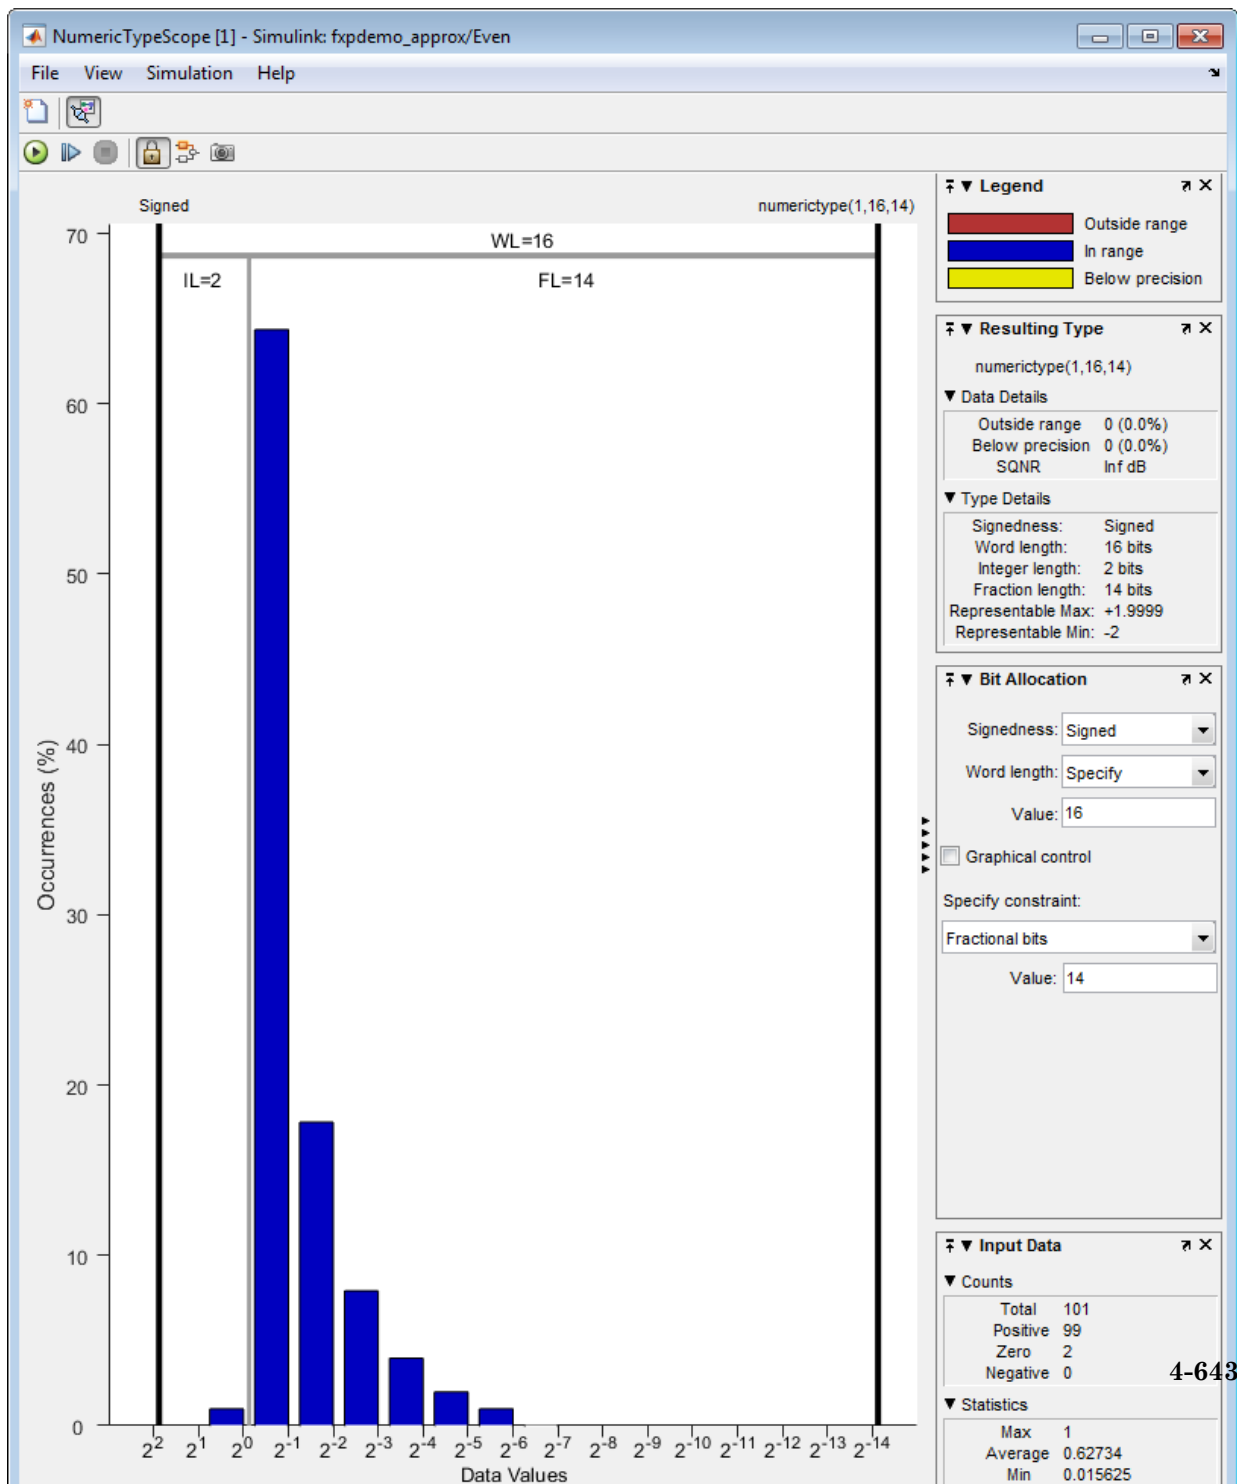 NumericTypeScope [1] - Simulink: fxpdemo_approx/Even
File View Simulation Help
Signed numerictype(1,16,14)
WL=16
IL=2 FL=14
70
60
50
40
30
20
10
0
Occurrences (%)
2^2 2^1 2^0 2^-1 2^-2 2^-3 2^-4 2^-5 2^-6 2^-7 2^-8 2^-9 2^-10 2^-11 2^-12 2^-13 2^-14
Data Values
Legend
Outside range
In range
Below precision
Resulting Type
numerictype(1,16,14)
Data Details
Outside range 0 (0.0%)
Below precision 0 (0.0%)
SQNR Inf dB
Type Details
Signedness: Signed
Word length: 16 bits
Integer length: 2 bits
Fraction length: 14 bits
Representable Max: +1.9999
Representable Min: -2
Bit Allocation
Signedness: Signed
Word length: Specify
Value: 16
Graphical control
Specify constraint:
Fractional bits
Value: 14
Input Data
Counts
Total 101
Positive 99
Zero 2
Negative 0
4-643
Statistics
Max 1
Average 0.62734
Min 0.015625